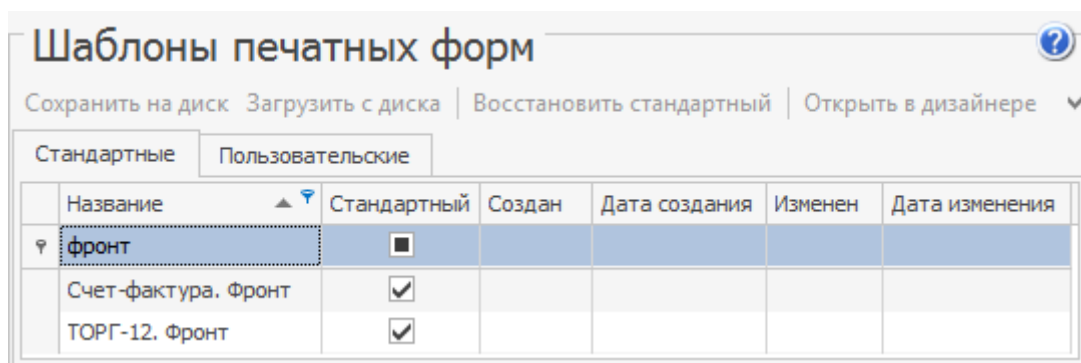 Шаблоны печатных форм ?
Сохранить на диск Загрузить с диска Восстановить стандартный Открыть в дизайнере
Стандартные Пользовательские
Название Стандартный Создан Дата создания Изменен Дата изменения
фронт
Счет-фактура. Фронт
ТОРГ-12. Фронт